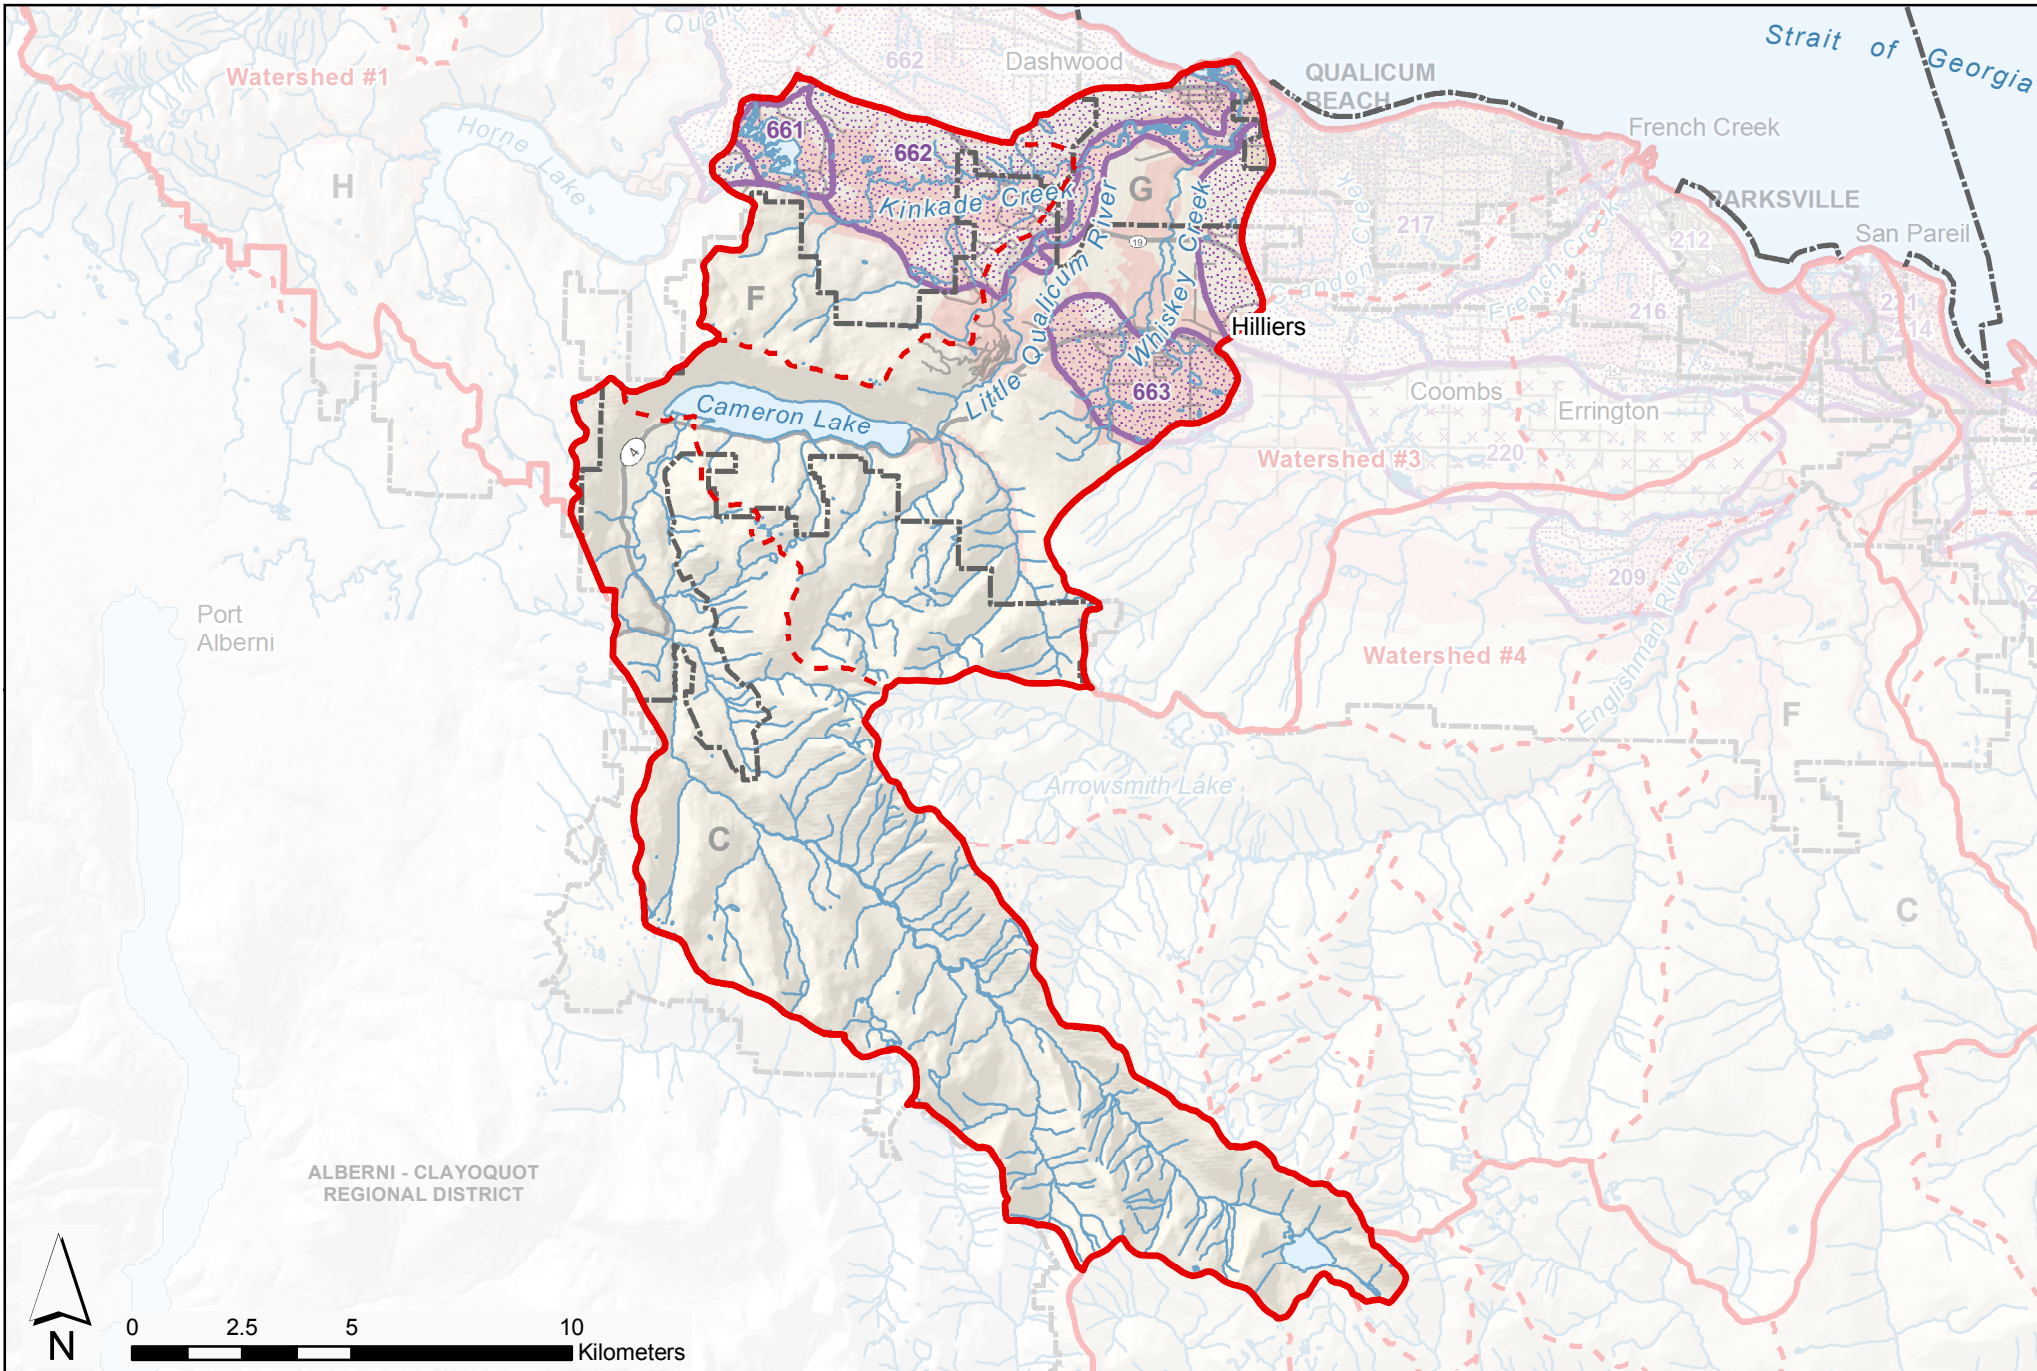 Strait of Georgia
Watershed #1
662
Dashwood
QUALICUM
BEACH
French Creek
661
662
Horne Lake
H
Kinkade Creek
G
PARKSVILLE
217
212
San Pareil
19
Little Qualicum River
Whiskey Creek
French Creek
F
216
Hilliers
663
Coombs
Errington
Cameron Lake
4
Watershed #3
220
209
Port
Alberni
Watershed #4
Englishman River
F
Arrowsmith Lake
C
C
ALBERNI - CLAYOQUOT
REGIONAL DISTRICT
N
0 2.5 5 10
Kilometers